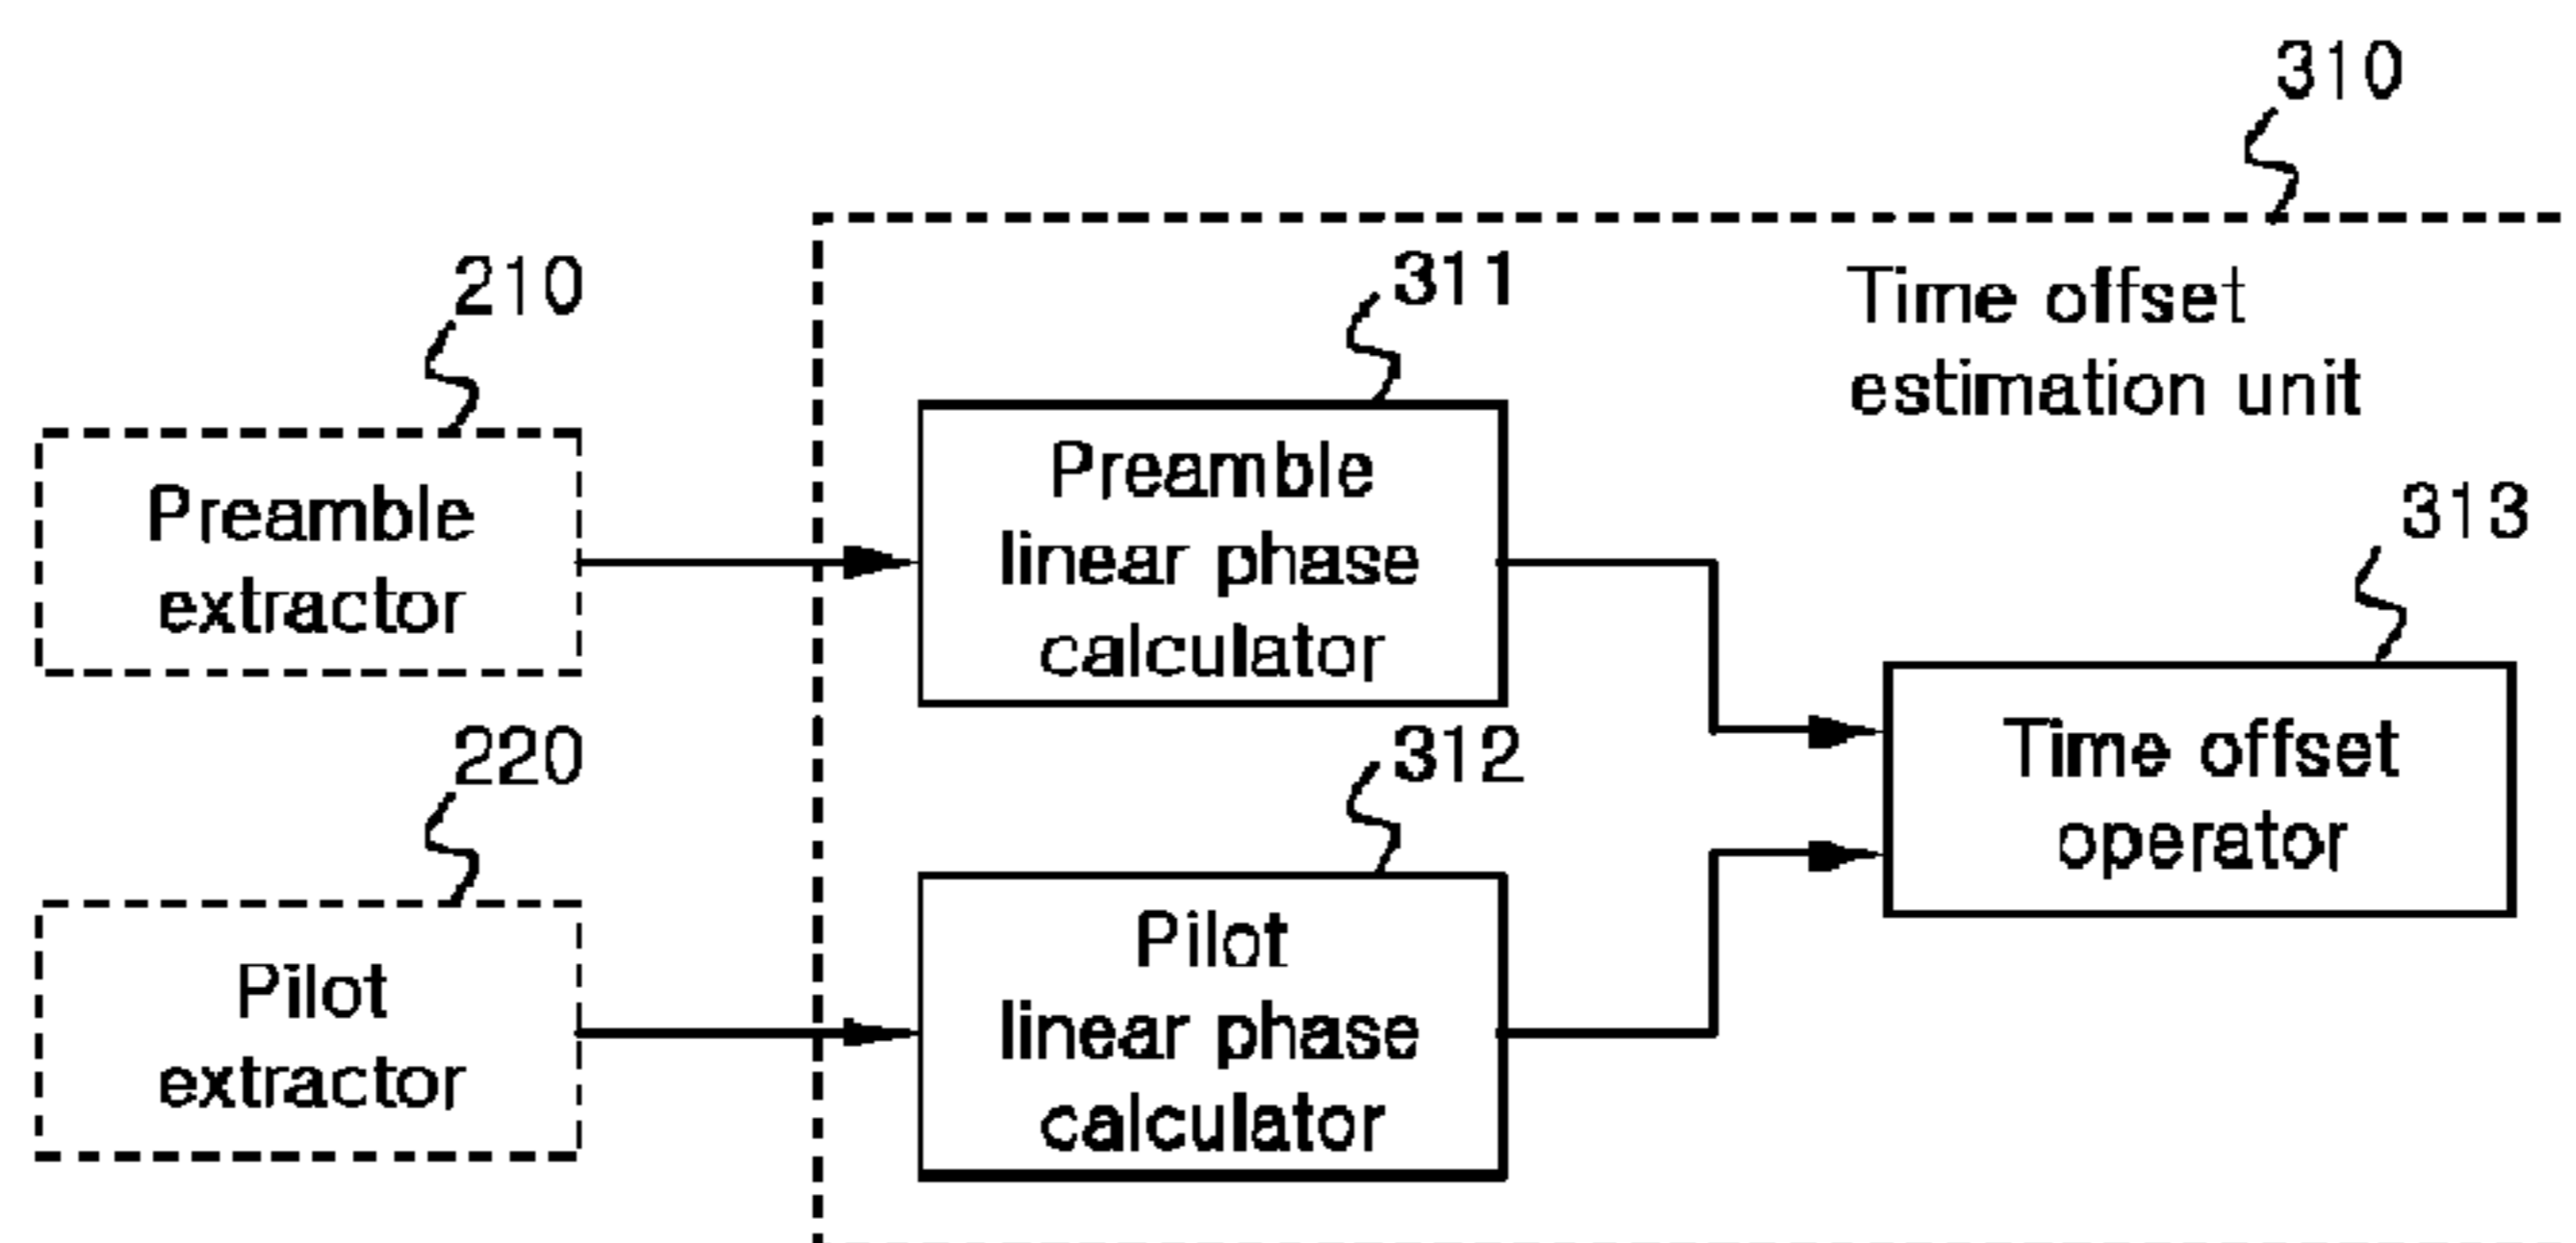 310
Time offset
estimation unit
210
Preamble
extractor
311
Preamble
linear phase
calculator
313
Time offset
operator
220
Pilot
extractor
312
Pilot
linear phase
calculator